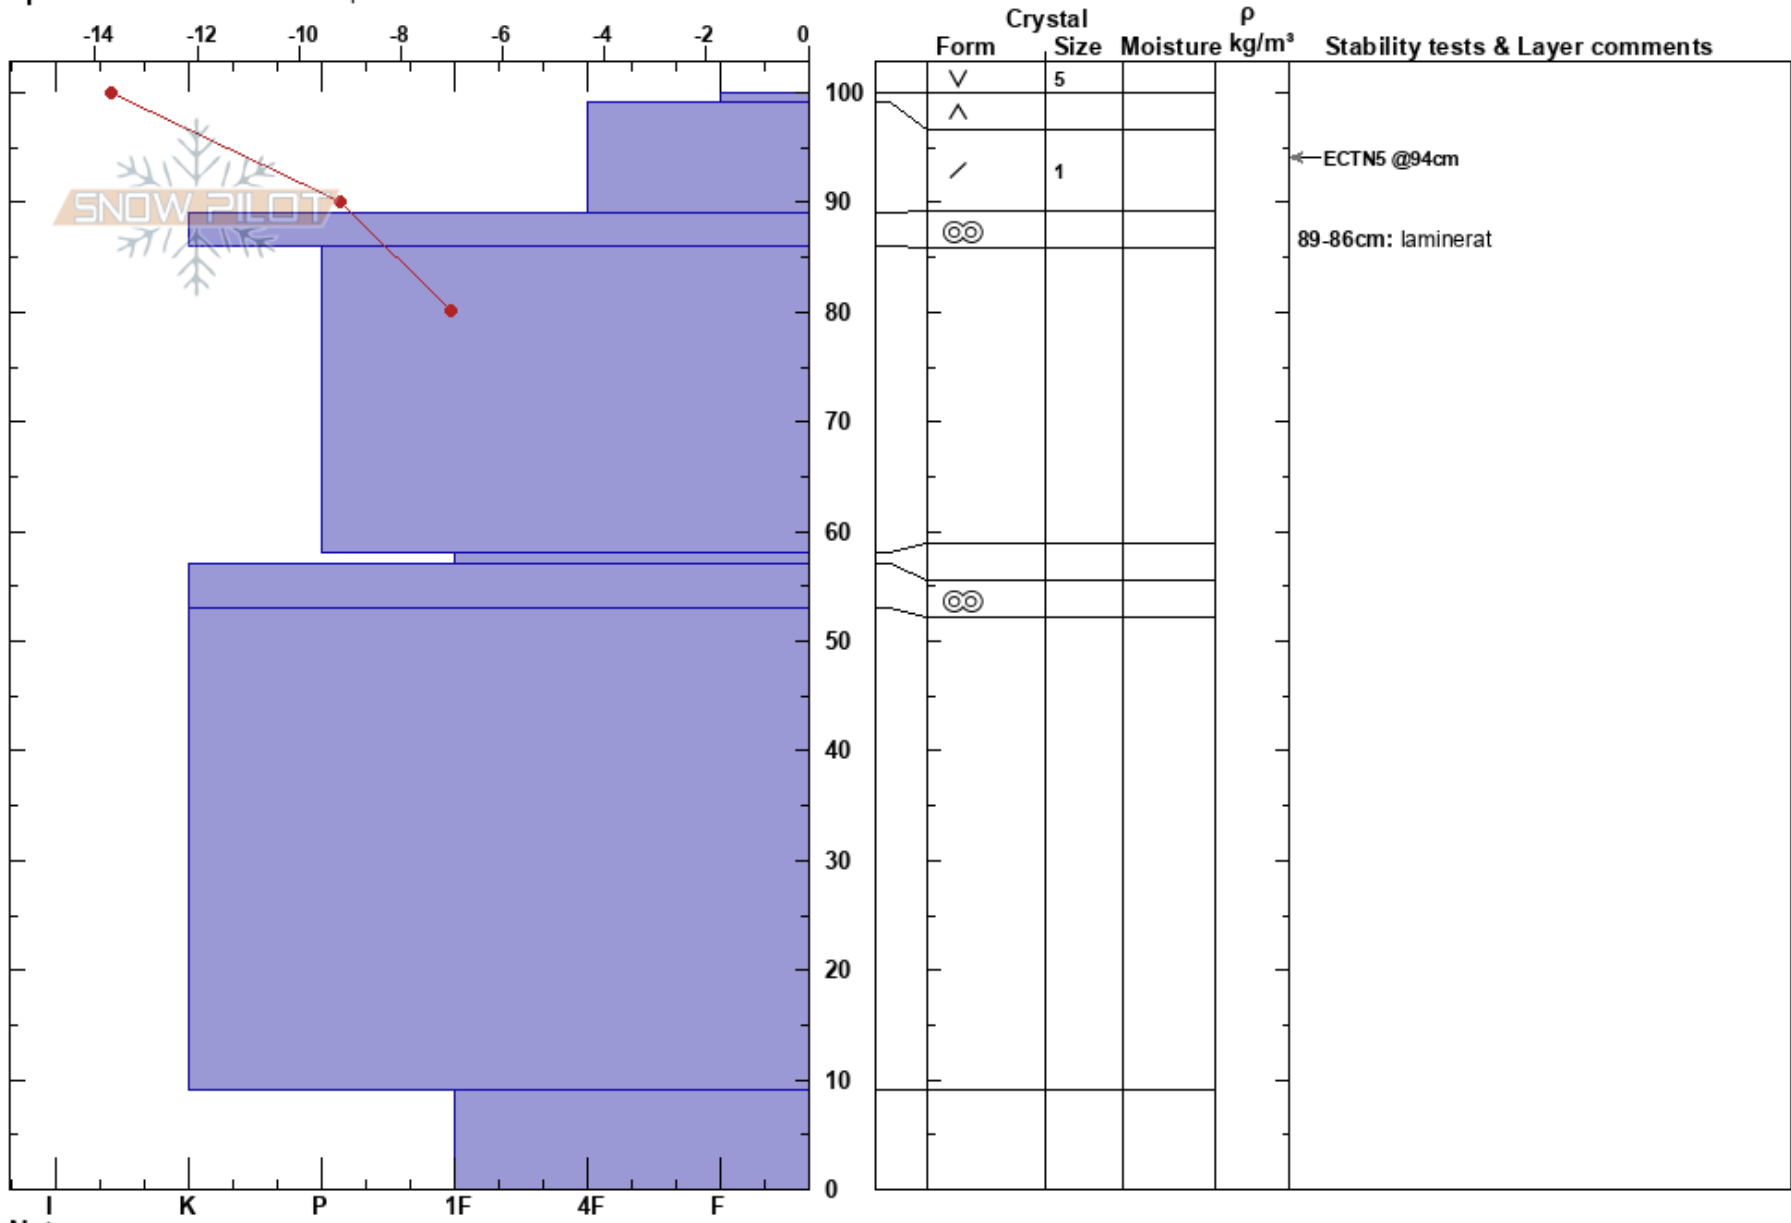 Crystal ρ
-14 -12 -10 -8 -6 -4 -2 0 Form Size Moisture kg/m³ Stability tests & Layer comments
5
100
ECTN5 @94cm
1
90
SNOW PILOT
89-86cm: laminerat
80
70
60
50
40
30
20
10
0
I K P 1F 4F F